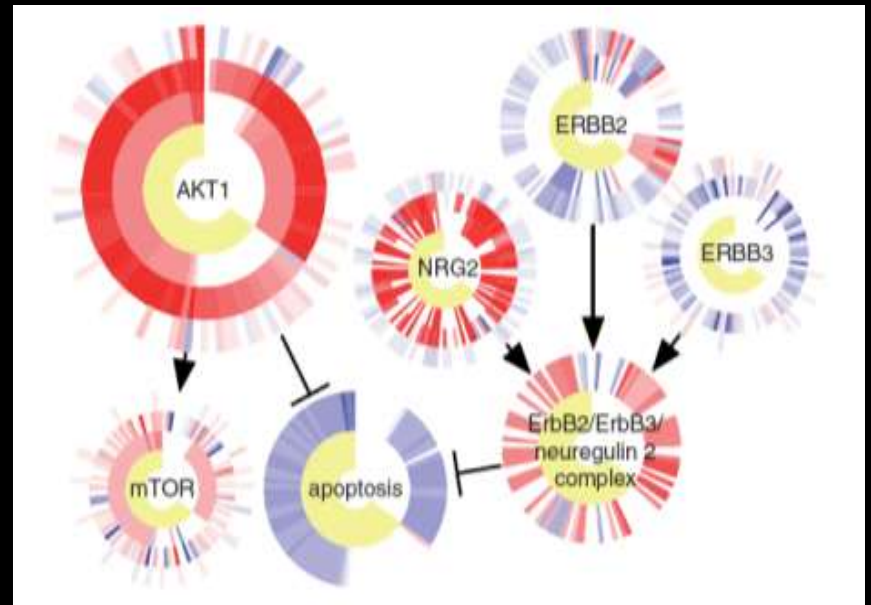 ERBB2
AKT1
ERBB3
NRG2
ErbB2/ErbB3/
neuregulin 2
complex
mTOR
apoptosis